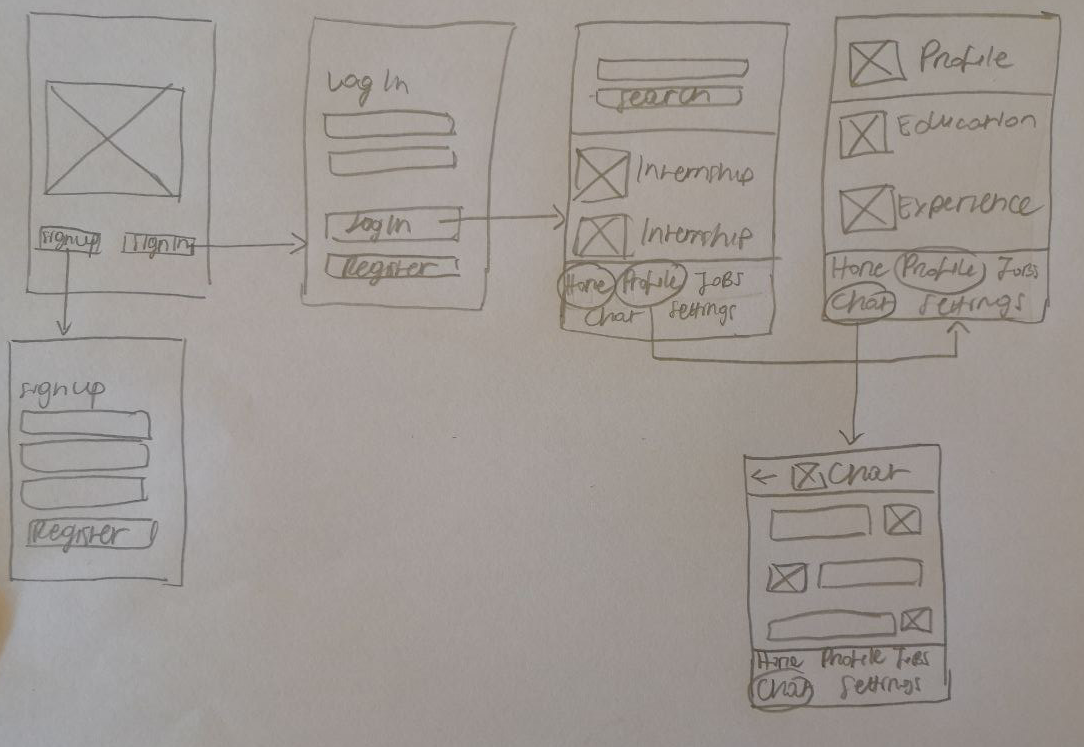 signup signin
Log In
Log In
Register
search
Internship
Internship
Home Profile JOBS
Chat settings
Profile
Education
Experience
Home Profile JOBS
Chat settings
signup
Register
← Chat
Home Profile JOBS
Chat settings